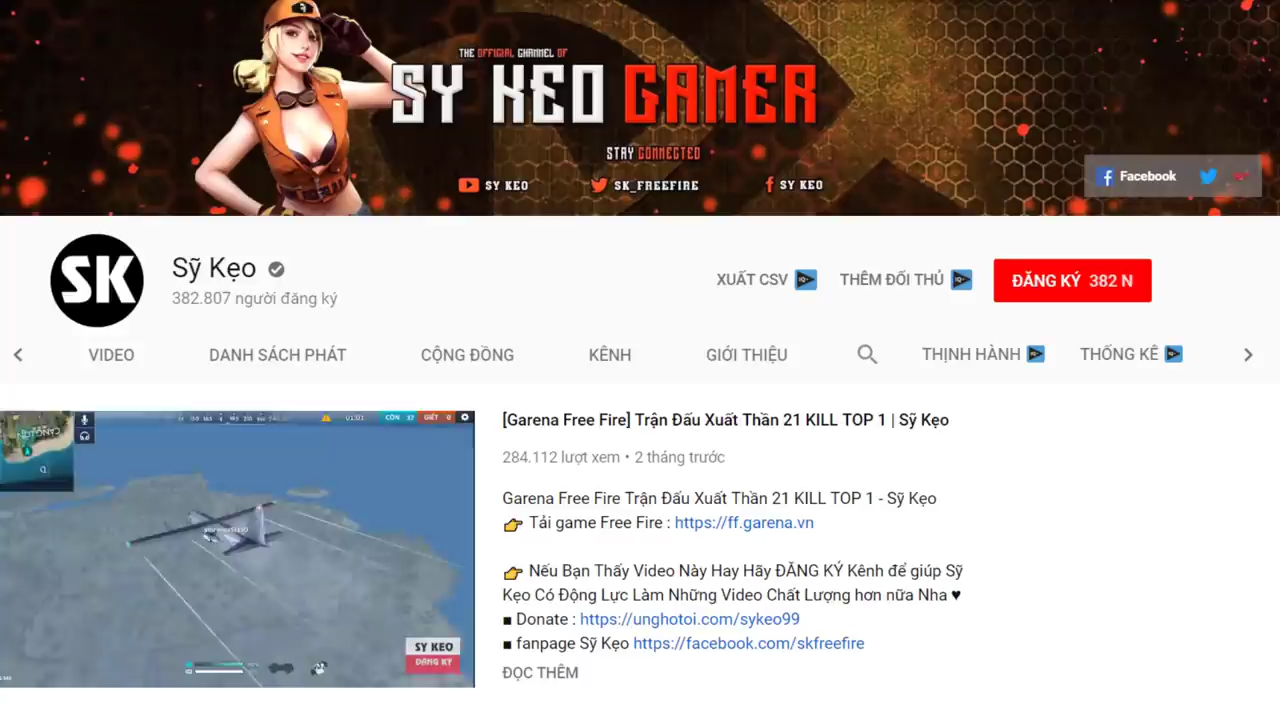 THE OFFICIAL CHANNEL OF
SY KEO GAMER
STAY CONNECTED
SY KEO
SK_FREEFIRE
SY KEO
Facebook
SK
Sỹ Kẹo
382.807 người đăng ký
XUẤT CSV
THÊM ĐỐI THỦ
ĐĂNG KÝ 382 N
VIDEO
DANH SÁCH PHÁT
CỘNG ĐỒNG
KÊNH
GIỚI THIỆU
THỊNH HÀNH
THỐNG KÊ
CÒN 37
GIẾT 0
SY KEO
ĐĂNG KÝ
[Garena Free Fire] Trận Đấu Xuất Thần 21 KILL TOP 1 | Sỹ Kẹo
284.112 lượt xem • 2 tháng trước
Garena Free Fire Trận Đấu Xuất Thần 21 KILL TOP 1 - Sỹ Kẹo
👉 Tải game Free Fire : https://ff.garena.vn
👉 Nếu Bạn Thấy Video Này Hay Hãy ĐĂNG KÝ Kênh để giúp Sỹ
Kẹo Có Động Lực Làm Những Video Chất Lượng hơn nữa Nha ♥
■ Donate : https://unghotoi.com/sykeo99
■ fanpage Sỹ Kẹo https://facebook.com/skfreefire
ĐỌC THÊM